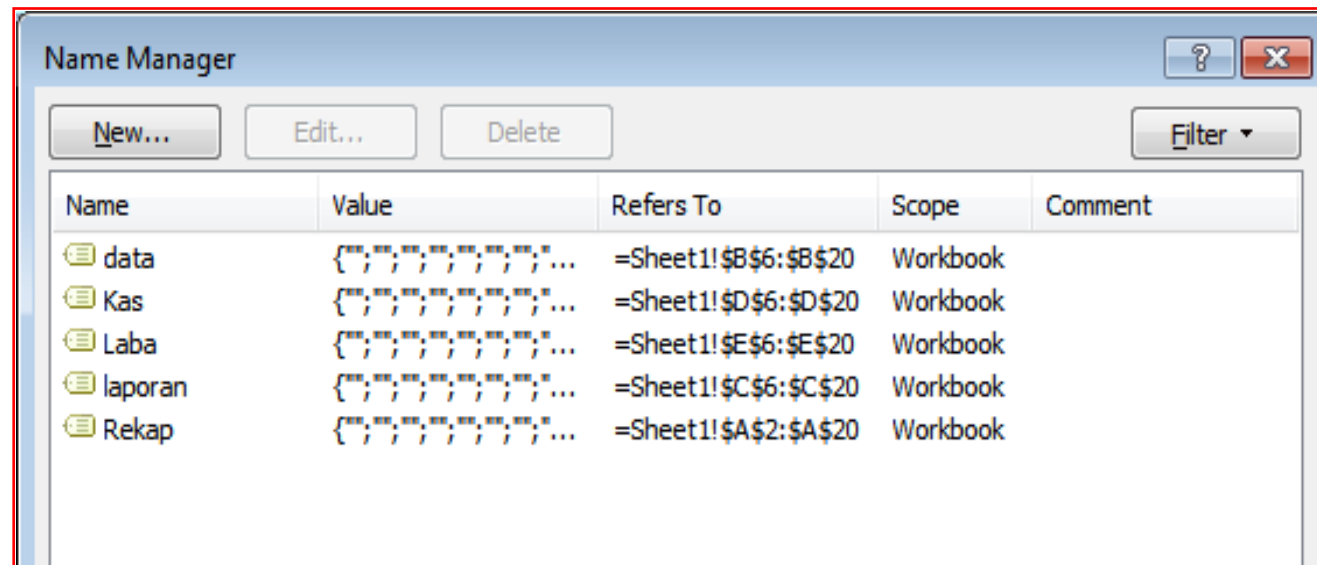 Name Manager
New... Edit... Delete Filter
Name Value Refers To Scope Comment
data {"";"";"";"";"";"";"";"... =Sheet1!$B$6:$B$20 Workbook
Kas {"";"";"";"";"";"";"";"... =Sheet1!$D$6:$D$20 Workbook
Laba {"";"";"";"";"";"";"";"... =Sheet1!$E$6:$E$20 Workbook
laporan {"";"";"";"";"";"";"";"... =Sheet1!$C$6:$C$20 Workbook
Rekap {"";"";"";"";"";"";"";"... =Sheet1!$A$2:$A$20 Workbook